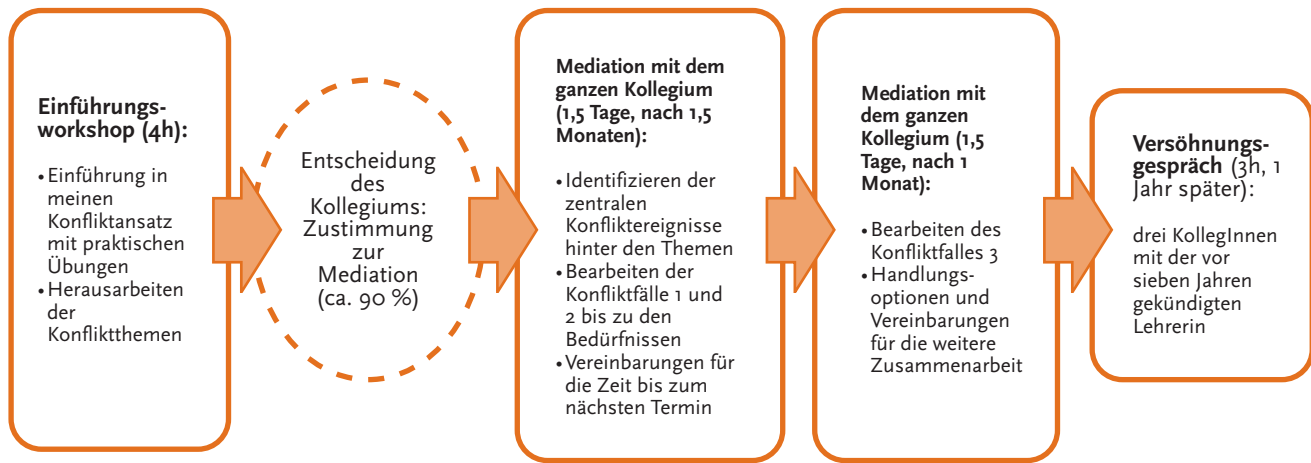 Einführungs-
workshop (4h):
• Einführung in
meinen
Konfliktansatz
mit praktischen
Übungen
• Herausarbeiten
der
Konfliktthemen
Entscheidung
des
Kollegiums:
Zustimmung
zur
Mediation
(ca. 90 %)
Mediation mit dem
ganzen Kollegium
(1,5 Tage, nach 1,5
Monaten):
• Identifizieren der
zentralen
Konfliktereignisse
hinter den Themen
• Bearbeiten der
Konfliktfälle 1 und
2 bis zu den
Bedürfnissen
• Vereinbarungen für
die Zeit bis zum
nächsten Termin
Mediation mit
dem ganzen
Kollegium (1,5
Tage, nach 1
Monat):
• Bearbeiten des
Konfliktfalles 3
• Handlungs-
optionen und
Vereinbarungen
für die weitere
Zusammenarbeit
Versöhnungs-
gespräch (3h, 1
Jahr später):
drei KollegInnen
mit der vor
sieben Jahren
gekündigten
Lehrerin